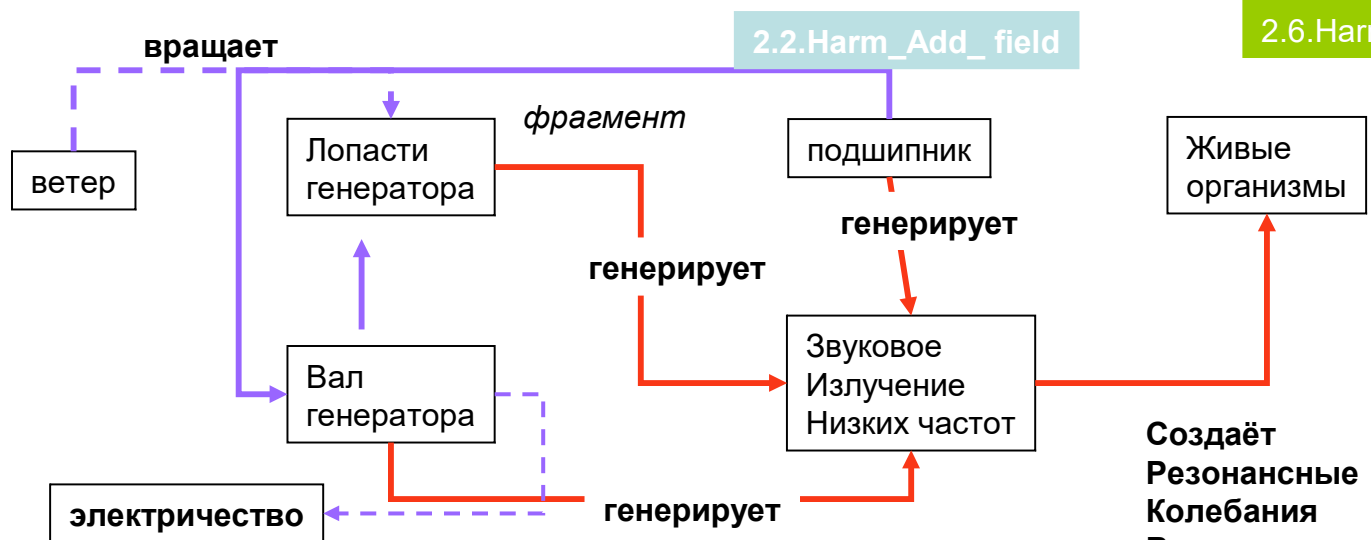 вращает
2.2.Harm_Add_ field
2.6.Harm
фрагмент
ветер
Лопасти
генератора
подшипник
Живые
организмы
генерирует
генерирует
Вал
генератора
Звуковое
Излучение
Низких частот
Создаёт
Резонансные
Колебания
электричество
генерирует